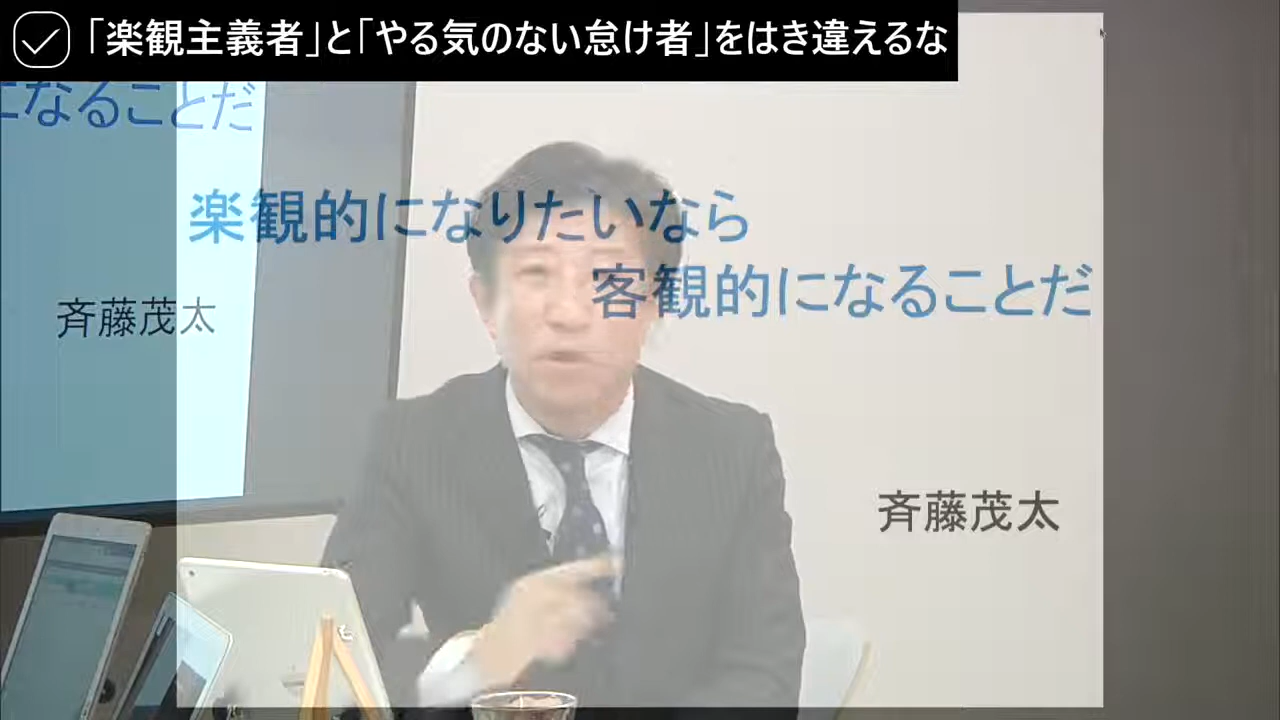 「楽観主義者」と「やる気のない怠け者」をはき違えるな
になることだ
斉藤茂太
楽観的になりたいなら
客観的になることだ
斉藤茂太